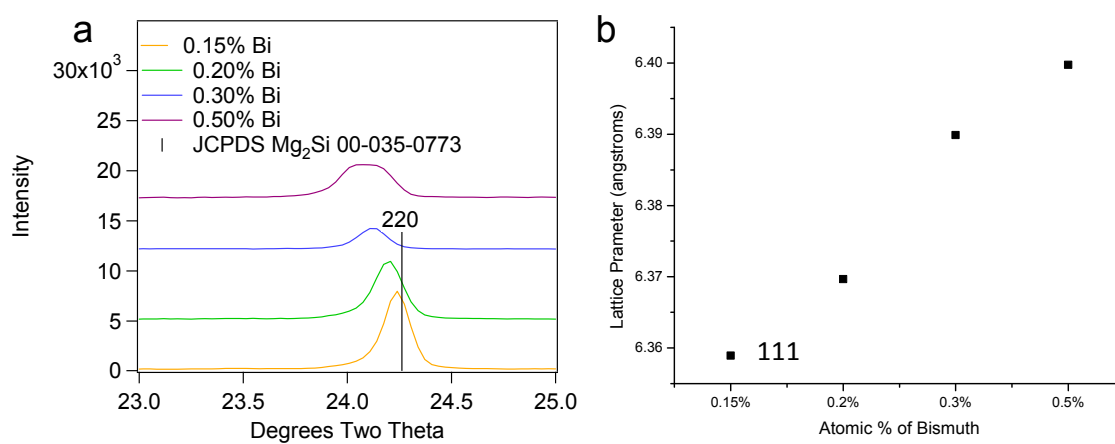 a
0.15% Bi
0.20% Bi
0.30% Bi
0.50% Bi
JCPDS Mg₂Si 00-035-0773
220
Intensity
30x10³
25
20
15
10
5
0
23.0 23.5 24.0 24.5 25.0
Degrees Two Theta
b
Lattice Prameter (angstroms)
6.40
6.39
6.38
6.37
6.36
111
0.15% 0.2% 0.3% 0.5%
Atomic % of Bismuth